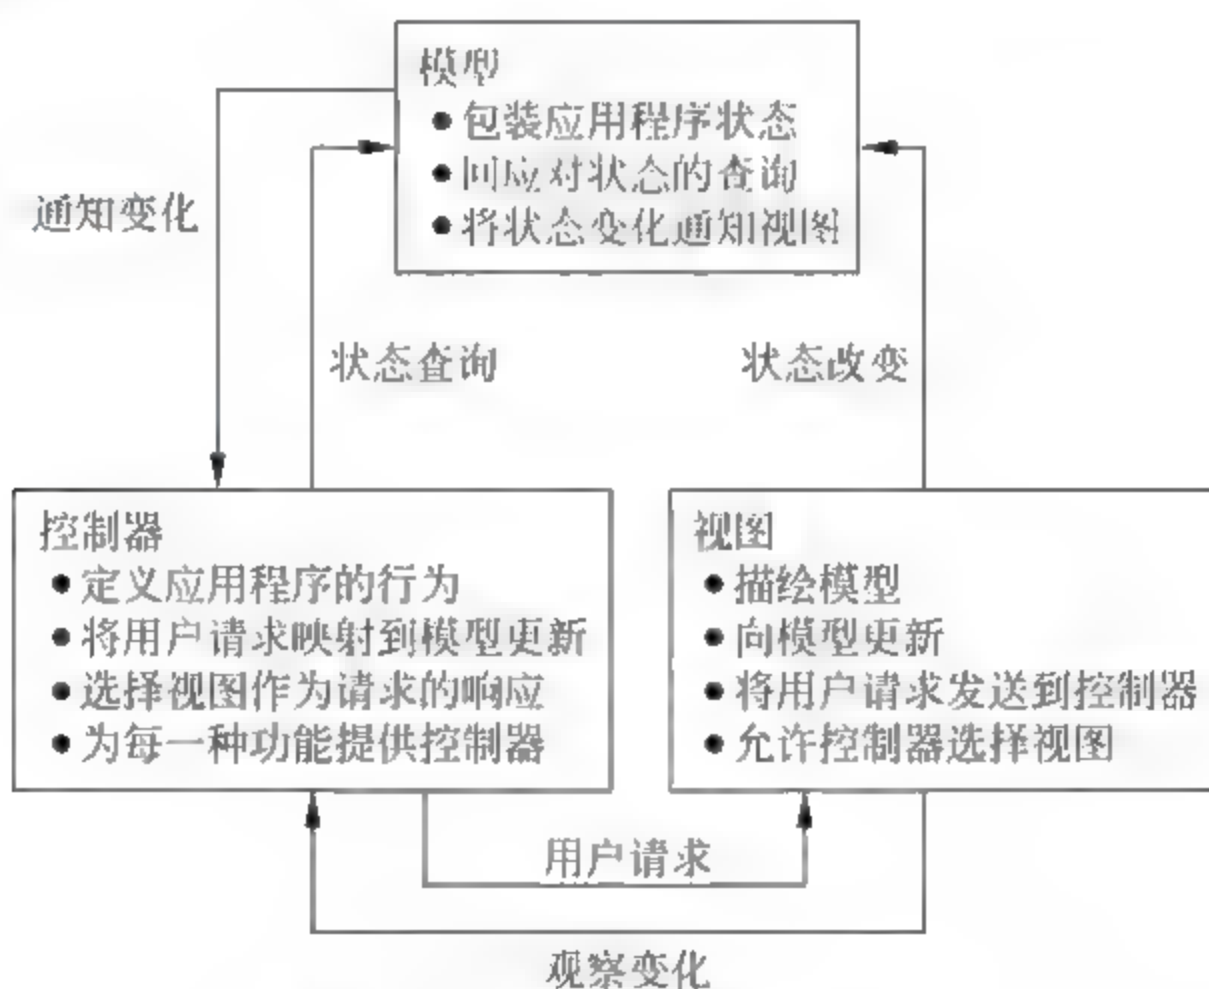 模型
● 包装应用程序状态
● 回应对状态的查询
● 将状态变化通知视图
通知变化
状态查询
状态改变
控制器
● 定义应用程序的行为
● 将用户请求映射到模型更新
● 选择视图作为请求的响应
● 为每一种功能提供控制器
视图
● 描绘模型
● 向模型更新
● 将用户请求发送到控制器
● 允许控制器选择视图
用户请求
观察变化